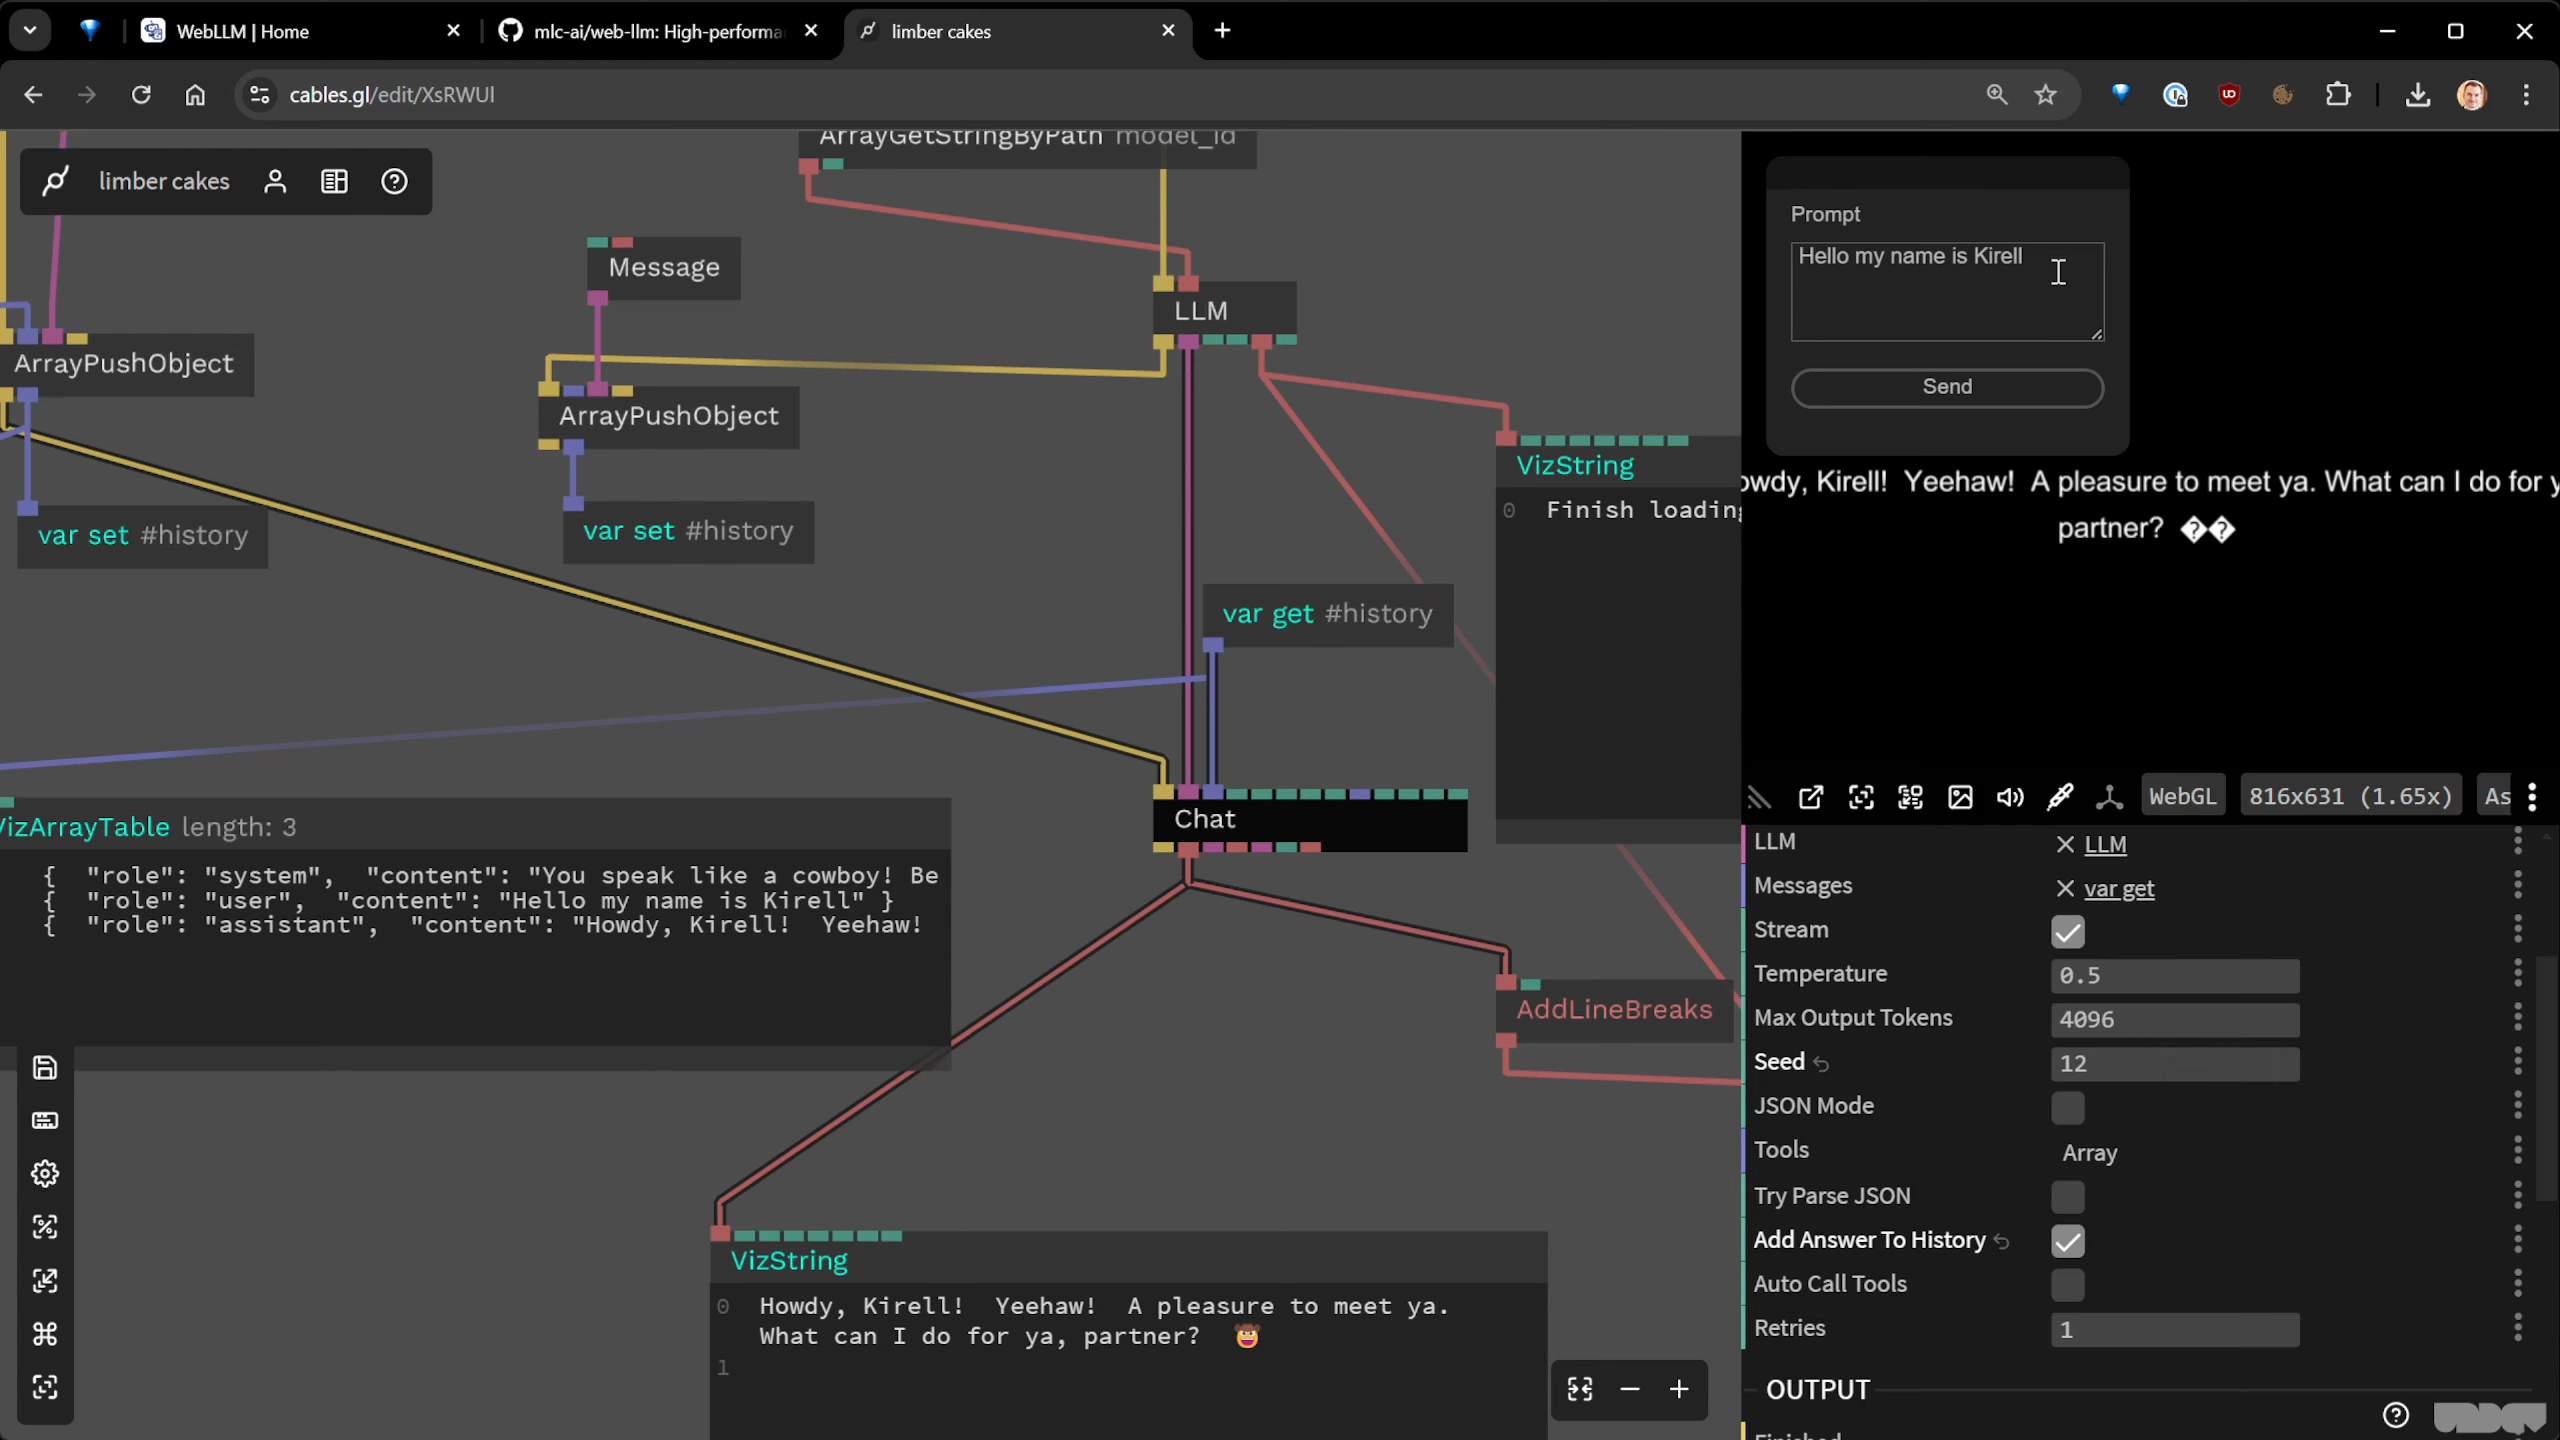 WebLLM | Home
mlc-ai/web-llm: High-performa
limber cakes
cables.gl/edit/XsRWUl
limber cakes
ArrayGetStringByPath model_id
Message
LLM
ArrayPushObject
ArrayPushObject
var set #history
var set #history
VizString
0 Finish loading
var get #history
Chat
VizArrayTable length: 3
{ "role": "system", "content": "You speak like a cowboy! Be
{ "role": "user", "content": "Hello my name is Kirell" }
{ "role": "assistant", "content": "Howdy, Kirell!  Yeehaw!
AddLineBreaks
VizString
0 Howdy, Kirell!  Yeehaw!  A pleasure to meet ya.
What can I do for ya, partner?  🤠
1
Prompt
Hello my name is Kirell
Send
owdy, Kirell!  Yeehaw!  A pleasure to meet ya. What can I do for y
partner?  ��
WebGL
816x631 (1.65x)
As
LLM
LLM
Messages
var get
Stream
Temperature
0.5
Max Output Tokens
4096
Seed
12
JSON Mode
Tools
Array
Try Parse JSON
Add Answer To History
Auto Call Tools
Retries
1
OUTPUT
Finished